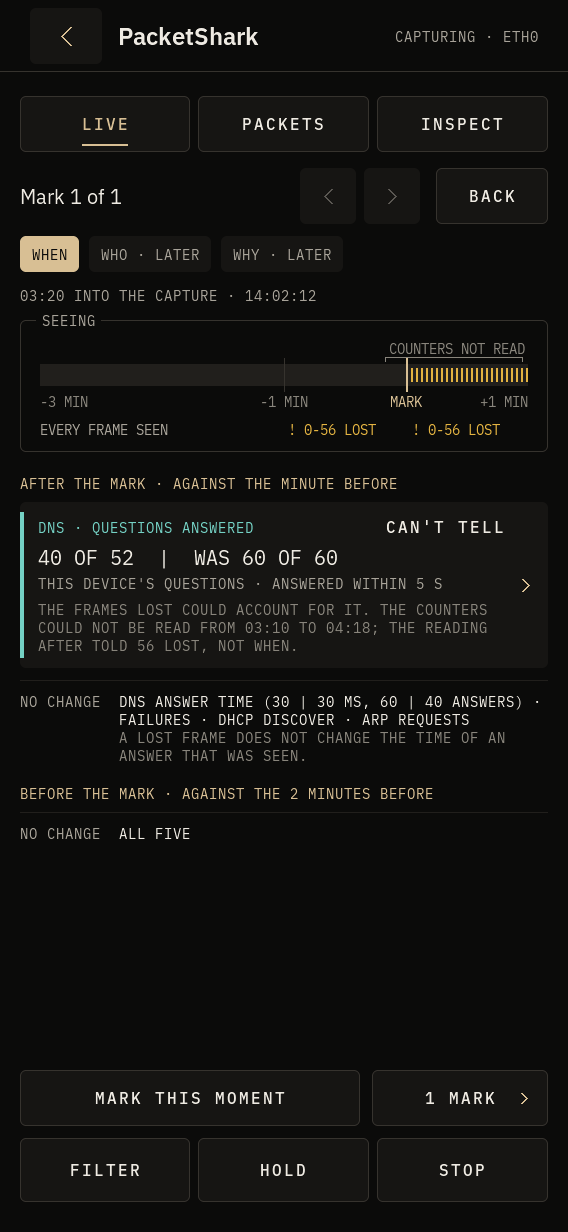 PacketShark
CAPTURING · ETH0
LIVE
PACKETS
INSPECT
Mark 1 of 1
BACK
WHEN
WHO · LATER
WHY · LATER
03:20 INTO THE CAPTURE · 14:02:12
SEEING
COUNTERS NOT READ
-3 MIN
-1 MIN
MARK
+1 MIN
EVERY FRAME SEEN
! 0-56 LOST
! 0-56 LOST
AFTER THE MARK · AGAINST THE MINUTE BEFORE
DNS · QUESTIONS ANSWERED
CAN'T TELL
40 OF 52 | WAS 60 OF 60
THIS DEVICE'S QUESTIONS · ANSWERED WITHIN 5 S
THE FRAMES LOST COULD ACCOUNT FOR IT. THE COUNTERS
COULD NOT BE READ FROM 03:10 TO 04:18; THE READING
AFTER TOLD 56 LOST, NOT WHEN.
NO CHANGE
DNS ANSWER TIME (30 | 30 MS, 60 | 40 ANSWERS) ·
FAILURES · DHCP DISCOVER · ARP REQUESTS
A LOST FRAME DOES NOT CHANGE THE TIME OF AN
ANSWER THAT WAS SEEN.
BEFORE THE MARK · AGAINST THE 2 MINUTES BEFORE
NO CHANGE
ALL FIVE
MARK THIS MOMENT
1 MARK
FILTER
HOLD
STOP